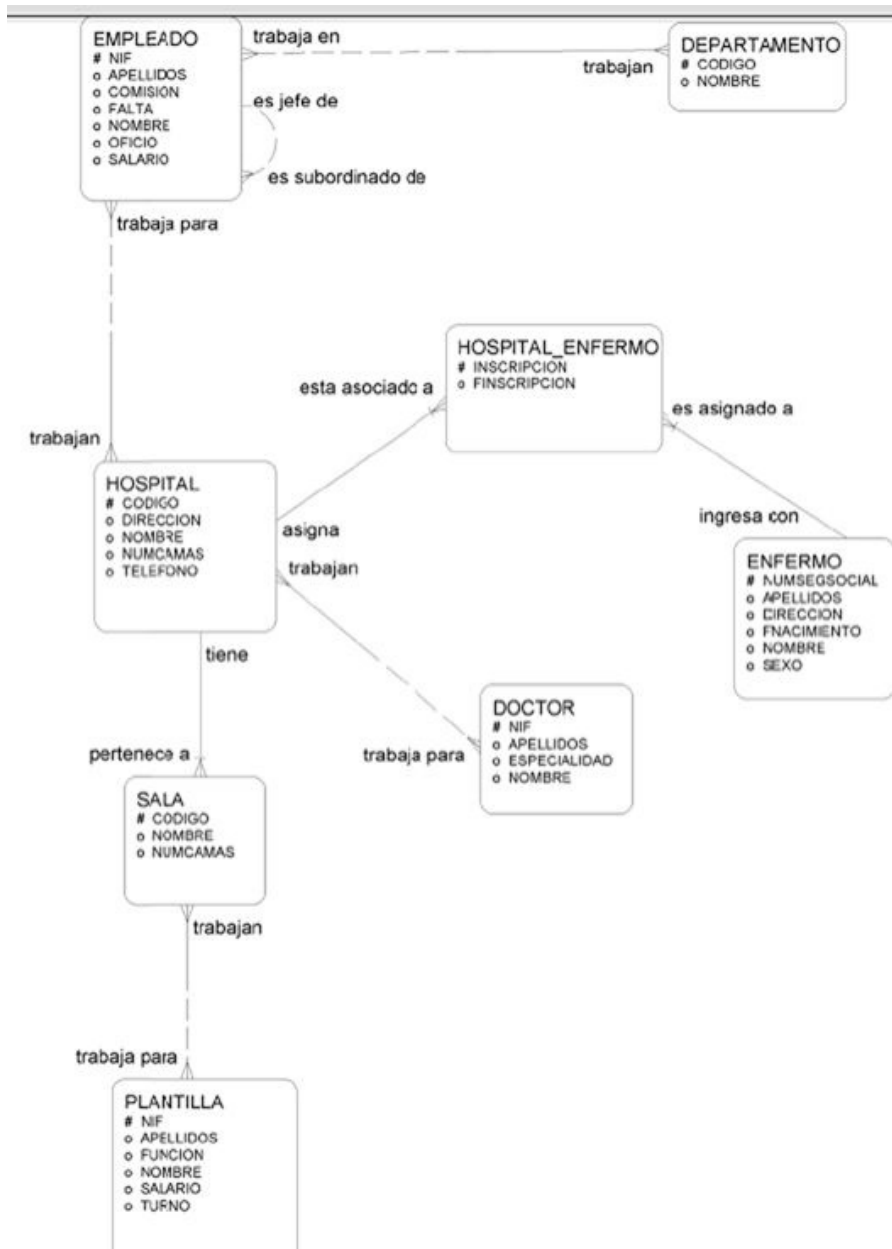 EMPLEADO
# NIF
o APELLIDOS
o COMISION
o FALTA
o NOMBRE
o OFICIO
o SALARIO
trabaja en
trabajan
DEPARTAMENTO
# CODIGO
o NOMBRE
es jefe de
es subordinado de
trabaja para
trabajan
HOSPITAL_ENFERMO
# INSCRIPCION
o FINSCRIPCION
esta asociado a
es asignado a
HOSPITAL
# CODIGO
o DIRECCION
o NOMBRE
o NUMCAMAS
o TELEFONO
asigna
trabajan
ingresa con
ENFERMO
# NUMSEGSOCIAL
o APELLIDOS
o DIRECCION
o FNACIMIENTO
o NOMBRE
o SEXO
tiene
pertenece a
trabaja para
DOCTOR
# NIF
o APELLIDOS
o ESPECIALIDAD
o NOMBRE
SALA
# CODIGO
o NOMBRE
o NUMCAMAS
trabajan
trabaja para
PLANTILLA
# NIF
o APELLIDOS
o FUNCION
o NOMBRE
o SALARIO
o TURNO